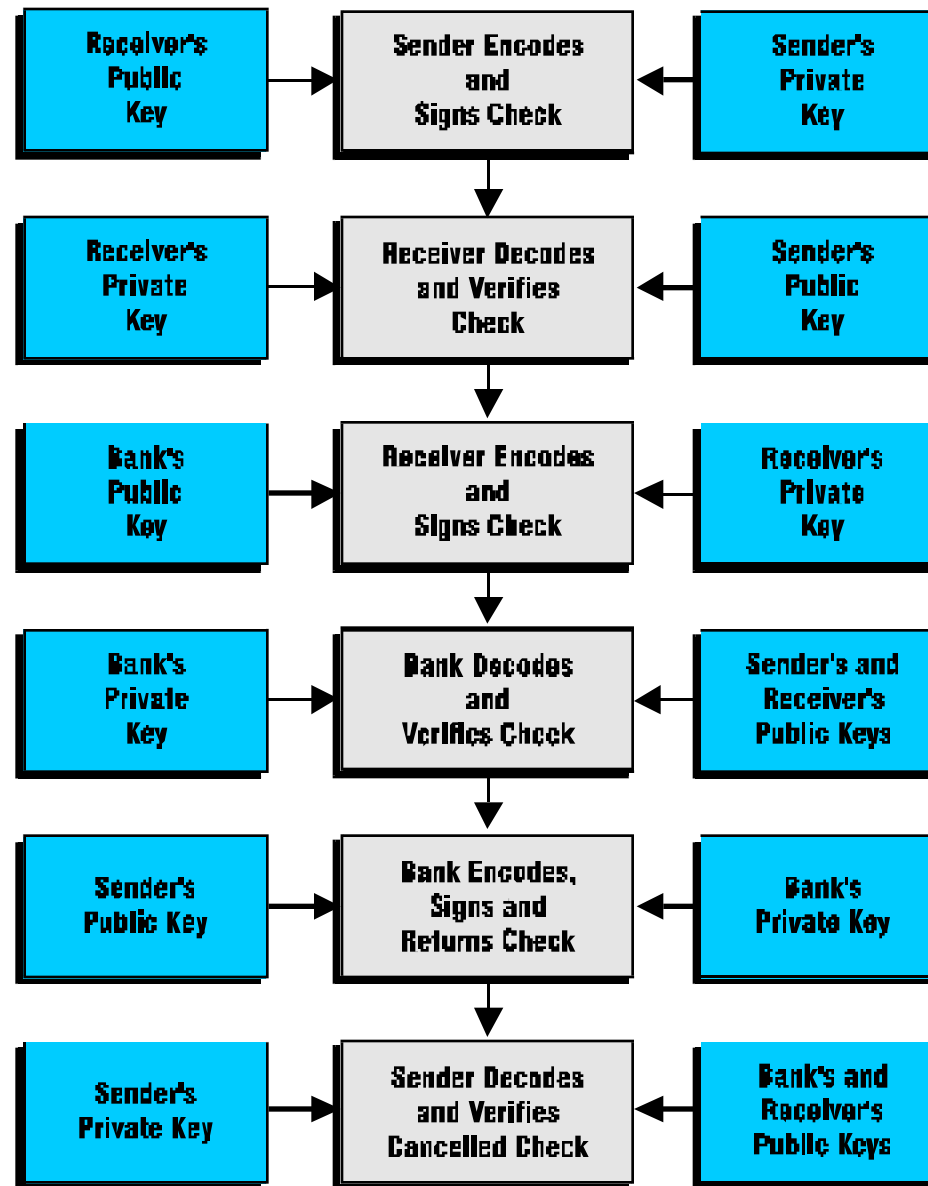 Receiver's
Public
Key
Sender Encodes
and
Signs Check
Sender's
Private
Key
Receiver's
Private
Key
Receiver Decodes
and Verifies
Check
Sender's
Public
Key
Bank's
Public
Key
Receiver Encodes
and
Signs Check
Receiver's
Private
Key
Bank's
Private
Key
Bank Decodes
and
Verifies Check
Sender's and
Receiver's
Public Keys
Sender's
Public Key
Bank Encodes,
Signs and
Returns Check
Bank's
Private Key
Sender's
Private Key
Sender Decodes
and Verifies
Cancelled Check
Bank's and
Receiver's
Public Keys